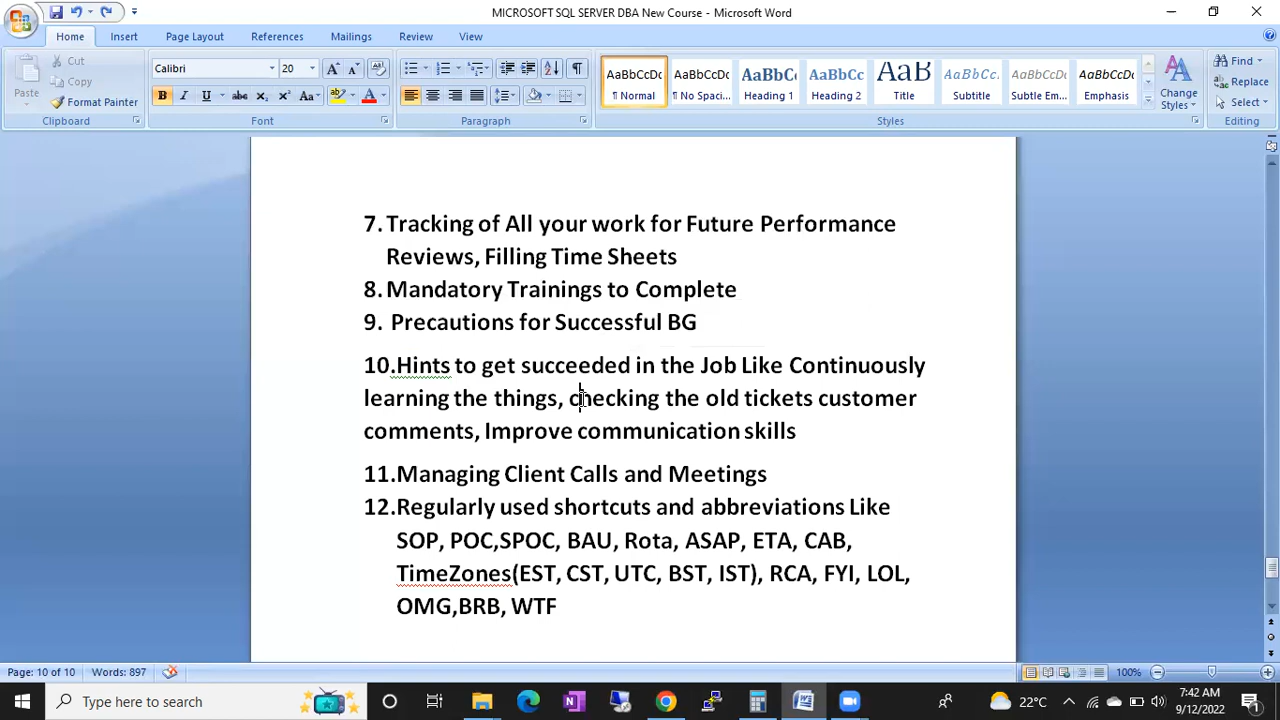 MICROSOFT SQL SERVER DBA New Course - Microsoft Word
Home Insert Page Layout References Mailings Review View
Paste
Cut
Copy
Format Painter
Clipboard
Calibri 20
Font
Paragraph
AaBbCcDc AaBbCcDc AaBbCc AaBbCc AaB AaBbCc. AaBbCcDc AaBbCcDc
¶ Normal ¶ No Spaci... Heading 1 Heading 2 Title Subtitle Subtle Em... Emphasis
Change Styles
Styles
Find
Replace
Select
Editing
7. Tracking of All your work for Future Performance
Reviews, Filling Time Sheets
8. Mandatory Trainings to Complete
9. Precautions for Successful BG
10.Hints to get succeeded in the Job Like Continuously
learning the things, checking the old tickets customer
comments, Improve communication skills
11.Managing Client Calls and Meetings
12.Regularly used shortcuts and abbreviations Like
SOP, POC,SPOC, BAU, Rota, ASAP, ETA, CAB,
TimeZones(EST, CST, UTC, BST, IST), RCA, FYI, LOL,
OMG,BRB, WTF
Page: 10 of 10 Words: 897 100%
Type here to search
22°C
7:42 AM
9/12/2022